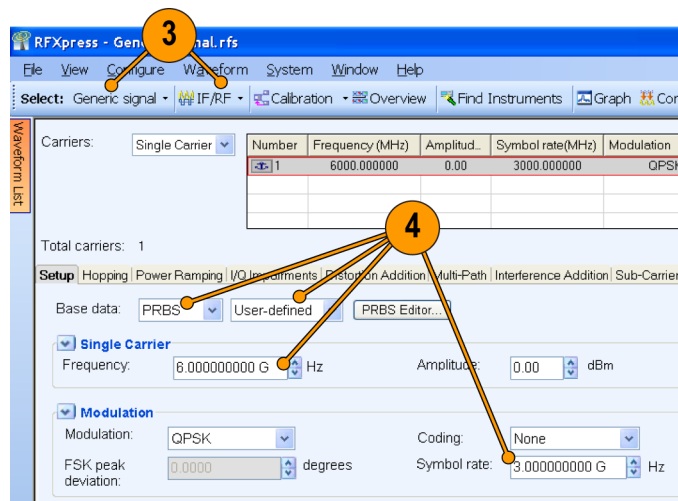 RFXpress - Gen nal.rfs
3
File View Configure Waveform System Window Help
Select: Generic signal IF/RF Calibration Overview Find Instruments Graph
Waveform List
Carriers: Single Carrier
Number Frequency (MHz) Amplitud... Symbol rate(MHz) Modulation
1 6000.000000 0.00 3000.000000 QPSK
4
Total carriers: 1
Setup Hopping Power Ramping I/Q Impairments Distortion Addition Multi-Path Interference Addition Sub-Carrier
Base data: PRBS User-defined PRBS Editor...
Single Carrier
Frequency: 6.000000000 G Hz Amplitude: 0.00 dBm
Modulation
Modulation: QPSK Coding: None
FSK peak deviation: 0.0000 degrees Symbol rate: 3.000000000 G Hz